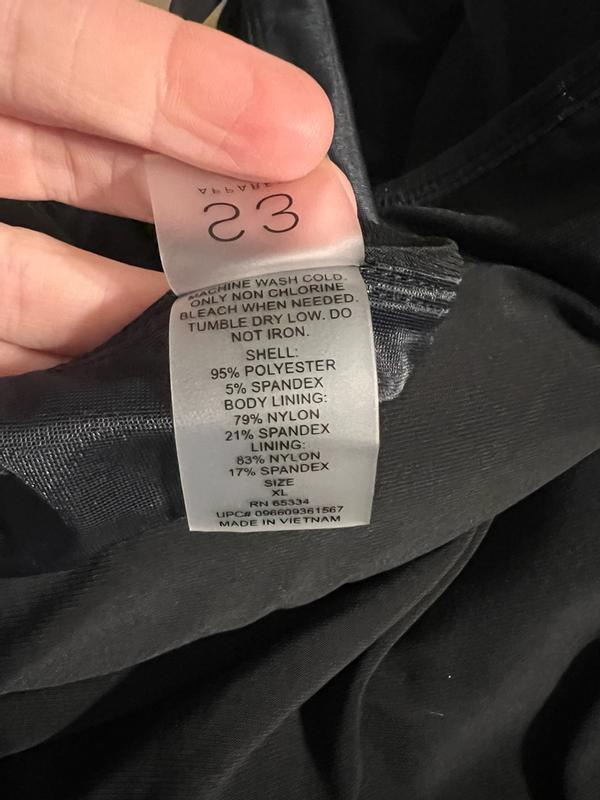 MACHINE WASH COLD.
ONLY NON CHLORINE
BLEACH WHEN NEEDED.
TUMBLE DRY LOW. DO
NOT IRON.
SHELL:
95% POLYESTER
5% SPANDEX
BODY LINING:
79% NYLON
21% SPANDEX
LINING:
83% NYLON
17% SPANDEX
SIZE
XL
RN 65334
UPC# 096609361567
MADE IN VIETNAM